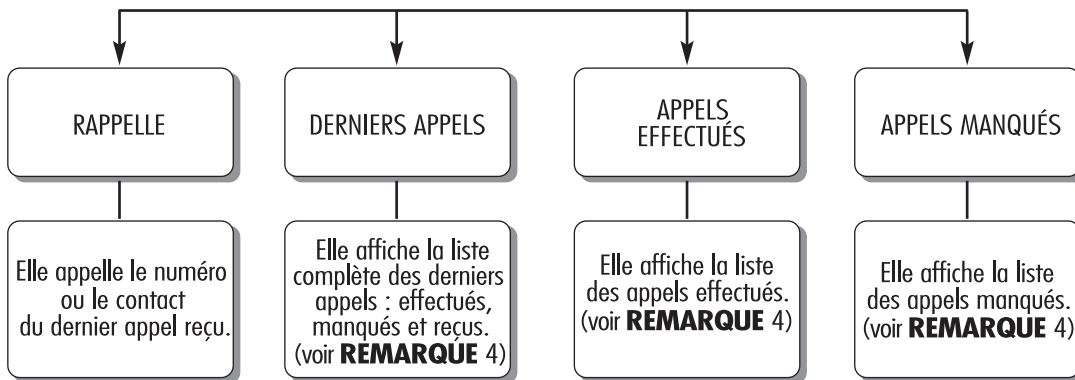 RAPPELLE
DERNIERS APPELS
APPELS
EFFECTUÉS
APPELS MANQUÉS
Elle appelle le numéro
ou le contact
du dernier appel reçu.
Elle affiche la liste
complète des derniers
appels : effectués,
manqués et reçus.
(voir REMARQUE 4)
Elle affiche la liste
des appels effectués.
(voir REMARQUE 4)
Elle affiche la liste
des appels manqués.
(voir REMARQUE 4)